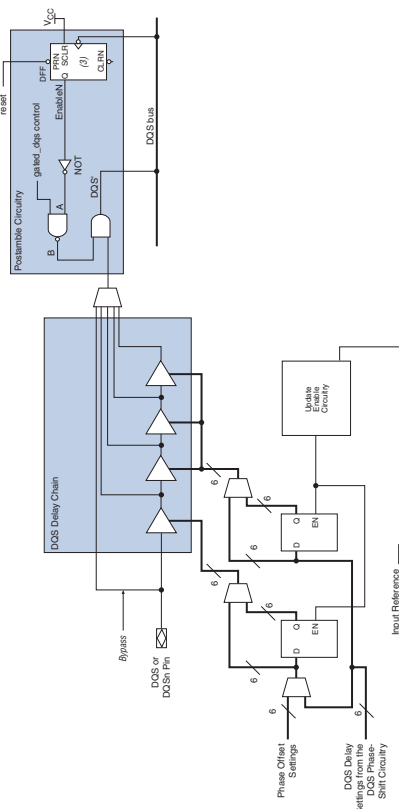 reset
VCC
DFF
PRN
SCLR
Q
(3)
CLRN
EnableN
gated_dqs control
Postamble Circuitry
NOT
A
B
DQS'
DQS bus
DQS Delay Chain
Bypass
DQS or
DQSn Pin
6
6
6
6
6
6
6
6
Update
Enable
Circuitry
D
Q
EN
D
Q
EN
Phase Offset
Settings
DQS Delay
ettings from the
DQS Phase-
Shift Circuitry
Input Reference